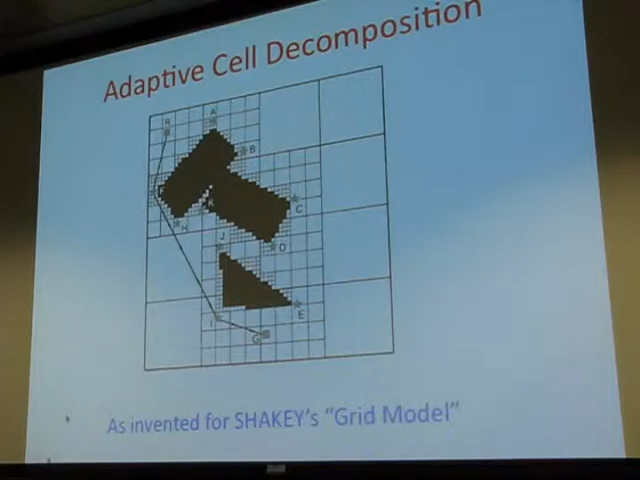 Adaptive Cell Decomposition
R
A
B
C
H
K
J
D
E
I
G
As invented for SHAKEY's "Grid Model"